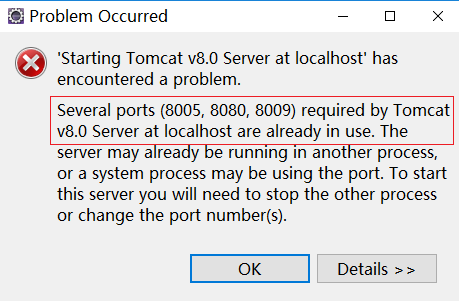 Problem Occurred
'Starting Tomcat v8.0 Server at localhost' has
encountered a problem.
Several ports (8005, 8080, 8009) required by Tomcat
v8.0 Server at localhost are already in use. The
server may already be running in another process,
or a system process may be using the port. To start
this server you will need to stop the other process
or change the port number(s).
OK
Details >>